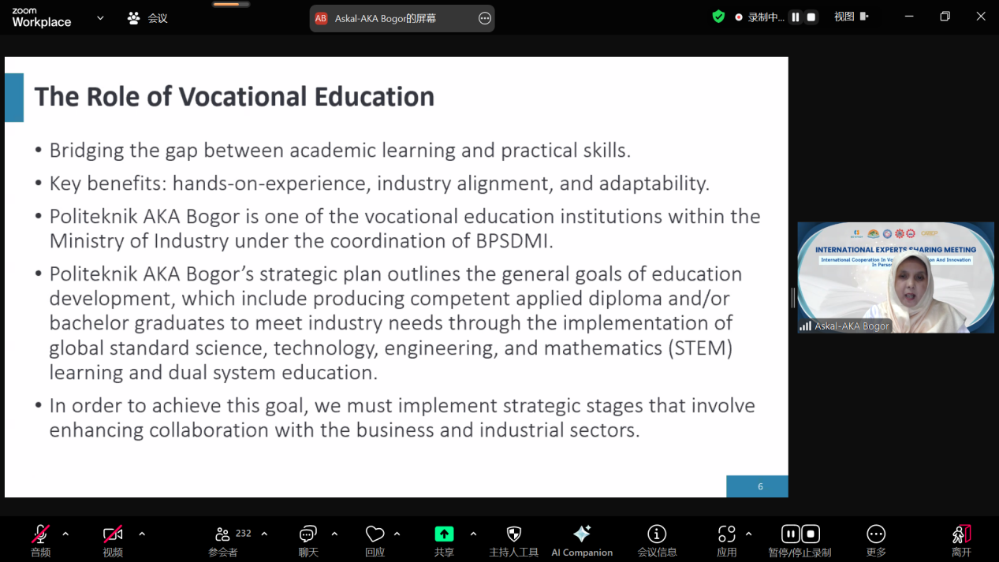 zoom
Workplace
会议
AB Askal-AKA Bogor的屏幕
录制中...
视图
The Role of Vocational Education
• Bridging the gap between academic learning and practical skills.
• Key benefits: hands-on-experience, industry alignment, and adaptability.
• Politeknik AKA Bogor is one of the vocational education institutions within the
Ministry of Industry under the coordination of BPSDMI.
• Politeknik AKA Bogor’s strategic plan outlines the general goals of education
development, which include producing competent applied diploma and/or
bachelor graduates to meet industry needs through the implementation of
global standard science, technology, engineering, and mathematics (STEM)
learning and dual system education.
• In order to achieve this goal, we must implement strategic stages that involve
enhancing collaboration with the business and industrial sectors.
6
INTERNATIONAL EXPERTS SHARING MEETING
International Cooperation In Vo on And Innovation
In Perso
Askal-AKA Bogor
音频
视频
232
参会者
聊天
回应
共享
主持人工具
AI Companion
会议信息
应用
暂停/停止录制
更多
离开